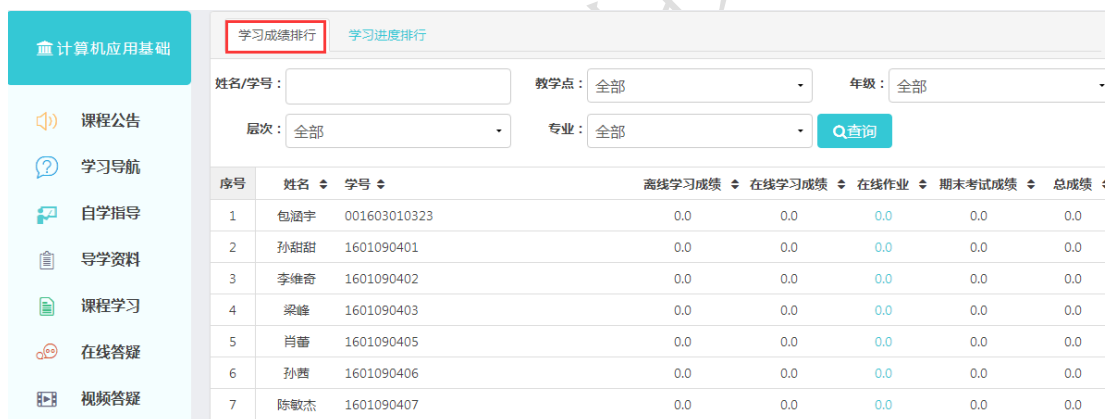 计算机应用基础
课程公告
学习导航
自学指导
导学资料
课程学习
在线答疑
视频答疑
学习成绩排行 学习进度排行
姓名/学号: 教学点: 全部 年级: 全部
层次: 全部 专业: 全部 查询
序号 姓名 学号 离线学习成绩 在线学习成绩 在线作业 期末考试成绩 总成绩
1 包涵宇 001603010323 0.0 0.0 0.0 0.0 0.0
2 孙甜甜 1601090401 0.0 0.0 0.0 0.0 0.0
3 李维奇 1601090402 0.0 0.0 0.0 0.0 0.0
4 梁峰 1601090403 0.0 0.0 0.0 0.0 0.0
5 肖蕾 1601090405 0.0 0.0 0.0 0.0 0.0
6 孙茜 1601090406 0.0 0.0 0.0 0.0 0.0
7 陈敏杰 1601090407 0.0 0.0 0.0 0.0 0.0